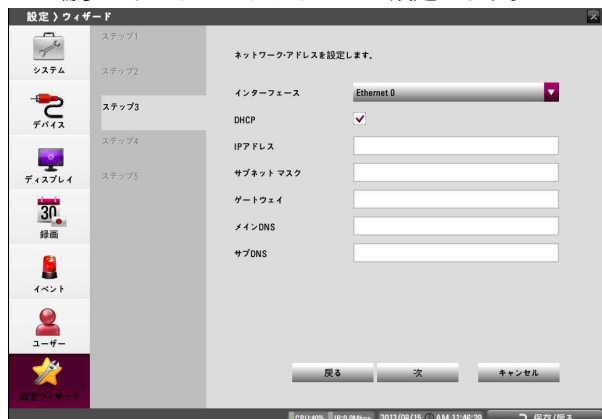 設定 〉ウィザード
システム
デバイス
ディスプレイ
30
録画
イベント
ユーザー
設定ウィザード
ステップ1
ステップ2
ステップ3
ステップ4
ステップ5
ネットワーク・アドレスを設定します。
インターフェース Ethernet 0
DHCP
IPアドレス
サブネット マスク
ゲートウェイ
メインDNS
サブDNS
戻る 次 キャンセル
CPU:40% 2012/08/15 AM 11:46:39 保存/戻る